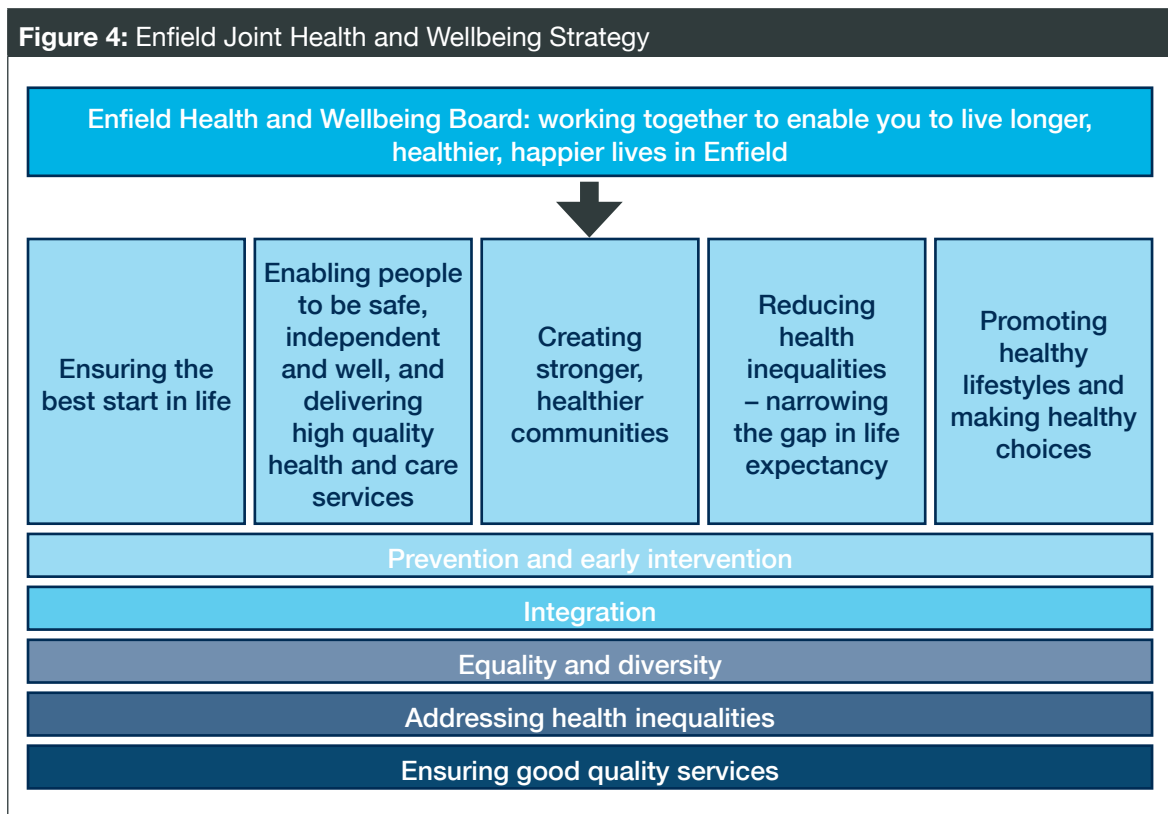 Figure 4: Enfield Joint Health and Wellbeing Strategy
Enfield Health and Wellbeing Board: working together to enable you to live longer,
healthier, happier lives in Enfield
Ensuring the
best start in life
Enabling people
to be safe,
independent
and well, and
delivering
high quality
health and care
services
Creating
stronger,
healthier
communities
Reducing
health
inequalities
– narrowing
the gap in life
expectancy
Promoting
healthy
lifestyles and
making healthy
choices
Prevention and early intervention
Integration
Equality and diversity
Addressing health inequalities
Ensuring good quality services